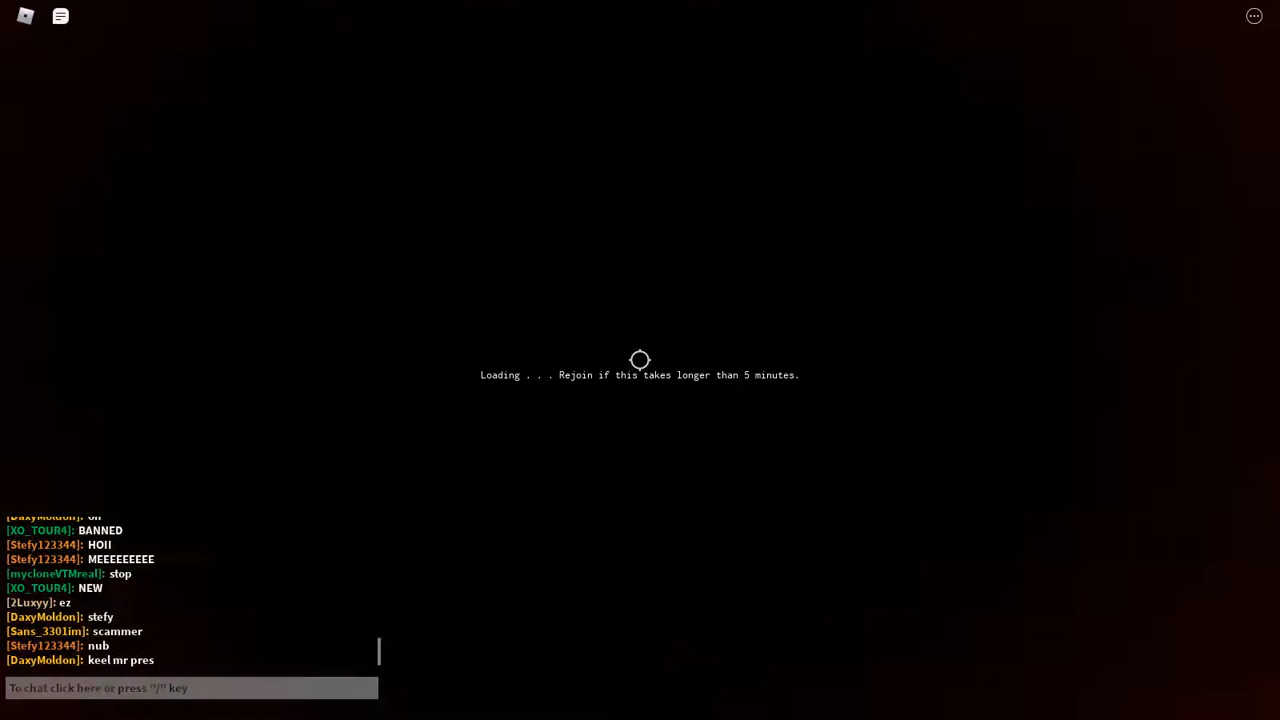 Loading . . . Rejoin if this takes longer than 5 minutes.
[DaxyMoldon]: on
[XO_TOUR4]: BANNED
[Stefy123344]: HOII
[Stefy123344]: MEEEEEEEEE
[mycloneVTMreal]: stop
[XO_TOUR4]: NEW
[2Luxyy]: ez
[DaxyMoldon]: stefy
[Sans_3301im]: scammer
[Stefy123344]: nub
[DaxyMoldon]: keel mr pres
To chat click here or press "/" key